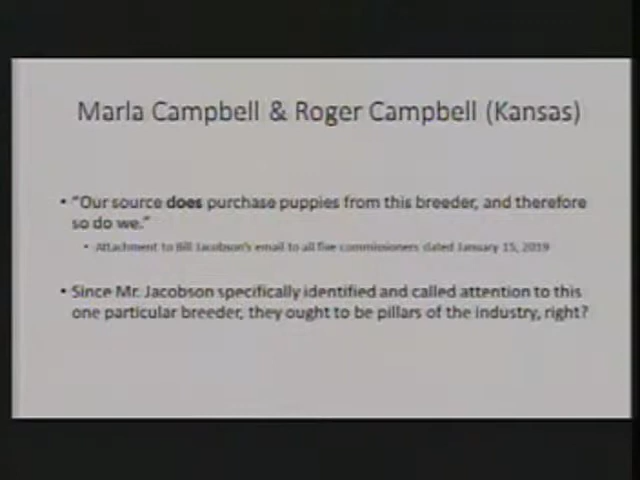 Marla Campbell & Roger Campbell (Kansas)
• "Our source does purchase puppies from this breeder, and therefore
so do we."
• Attachment to Bill Jacobson's email to all five commissioners dated January 15, 2019
• Since Mr. Jacobson specifically identified and called attention to this
one particular breeder, they ought to be pillars of the industry, right?